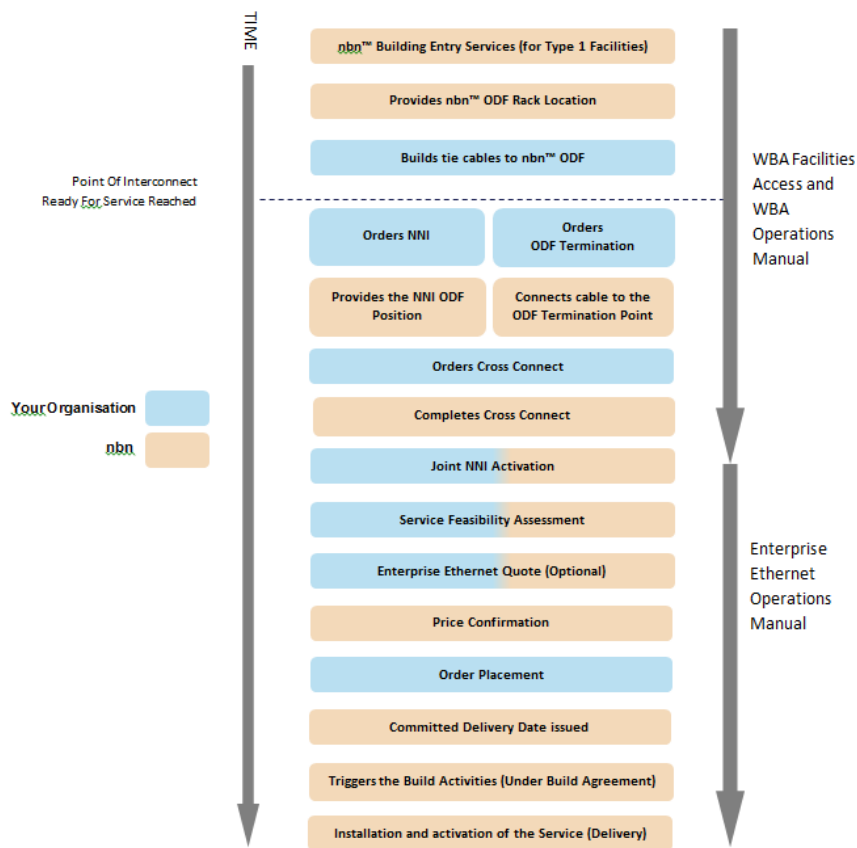 TIME
nbn™ Building Entry Services (for Type 1 Facilities)
Provides nbn™ ODF Rack Location
Builds tie cables to nbn™ ODF
Point Of Interconnect
Ready For Service Reached
WBA Facilities
Access and
WBA
Operations
Manual
Orders NNI
Orders
ODF Termination
Provides the NNI ODF
Position
Connects cable to the
ODF Termination Point
Orders Cross Connect
Your Organisation
nbn
Completes Cross Connect
Joint NNI Activation
Service Feasibility Assessment
Enterprise Ethernet Quote (Optional)
Enterprise
Ethernet
Operations
Manual
Price Confirmation
Order Placement
Committed Delivery Date issued
Triggers the Build Activities (Under Build Agreement)
Installation and activation of the Service (Delivery)